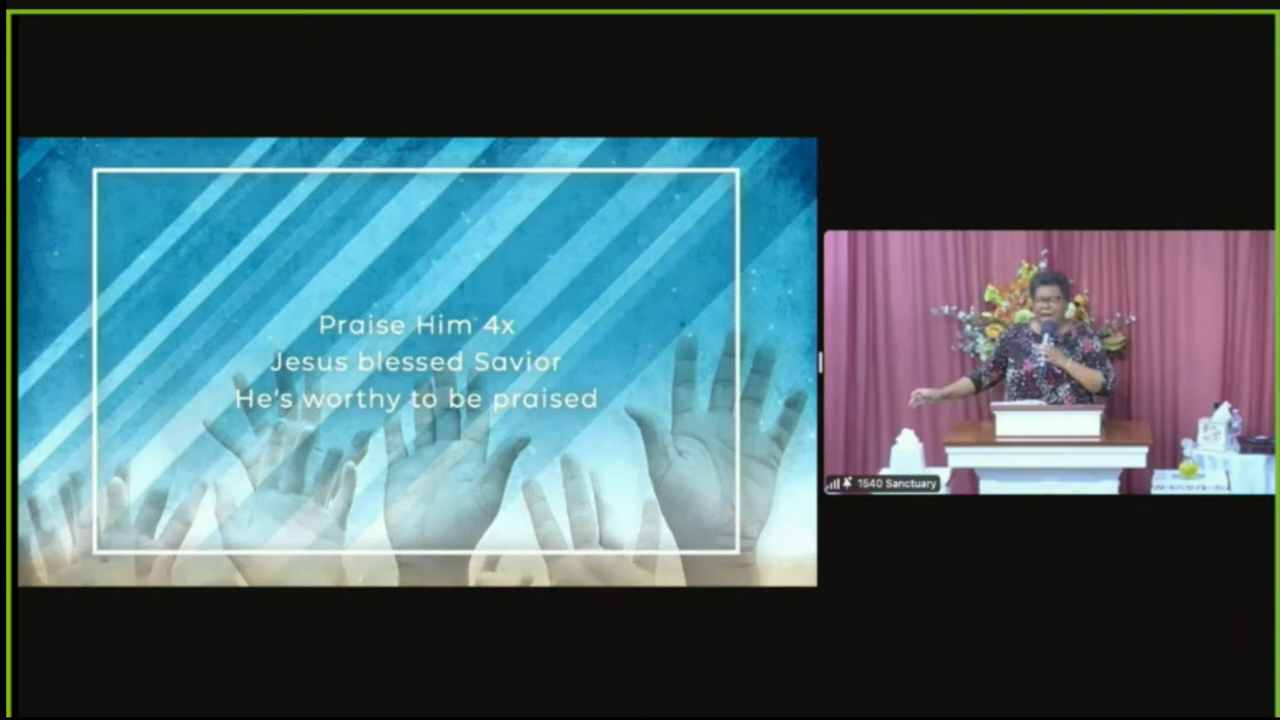 Praise Him 4x
Jesus blessed Savior
He's worthy to be praised
1540 Sanctuary